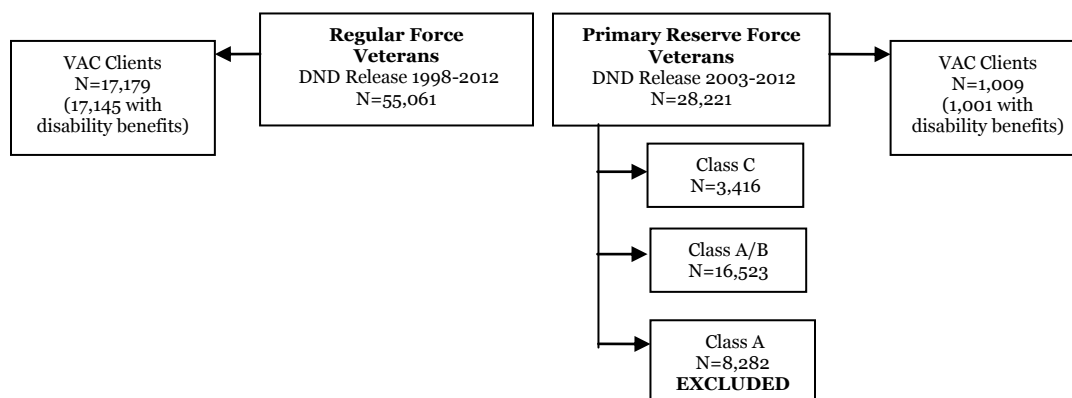 VAC Clients
N=17,179
(17,145 with
disability benefits)
Regular Force
Veterans
DND Release 1998-2012
N=55,061
Primary Reserve Force
Veterans
DND Release 2003-2012
N=28,221
VAC Clients
N=1,009
(1,001 with
disability benefits)
Class C
N=3,416
Class A/B
N=16,523
Class A
N=8,282
EXCLUDED